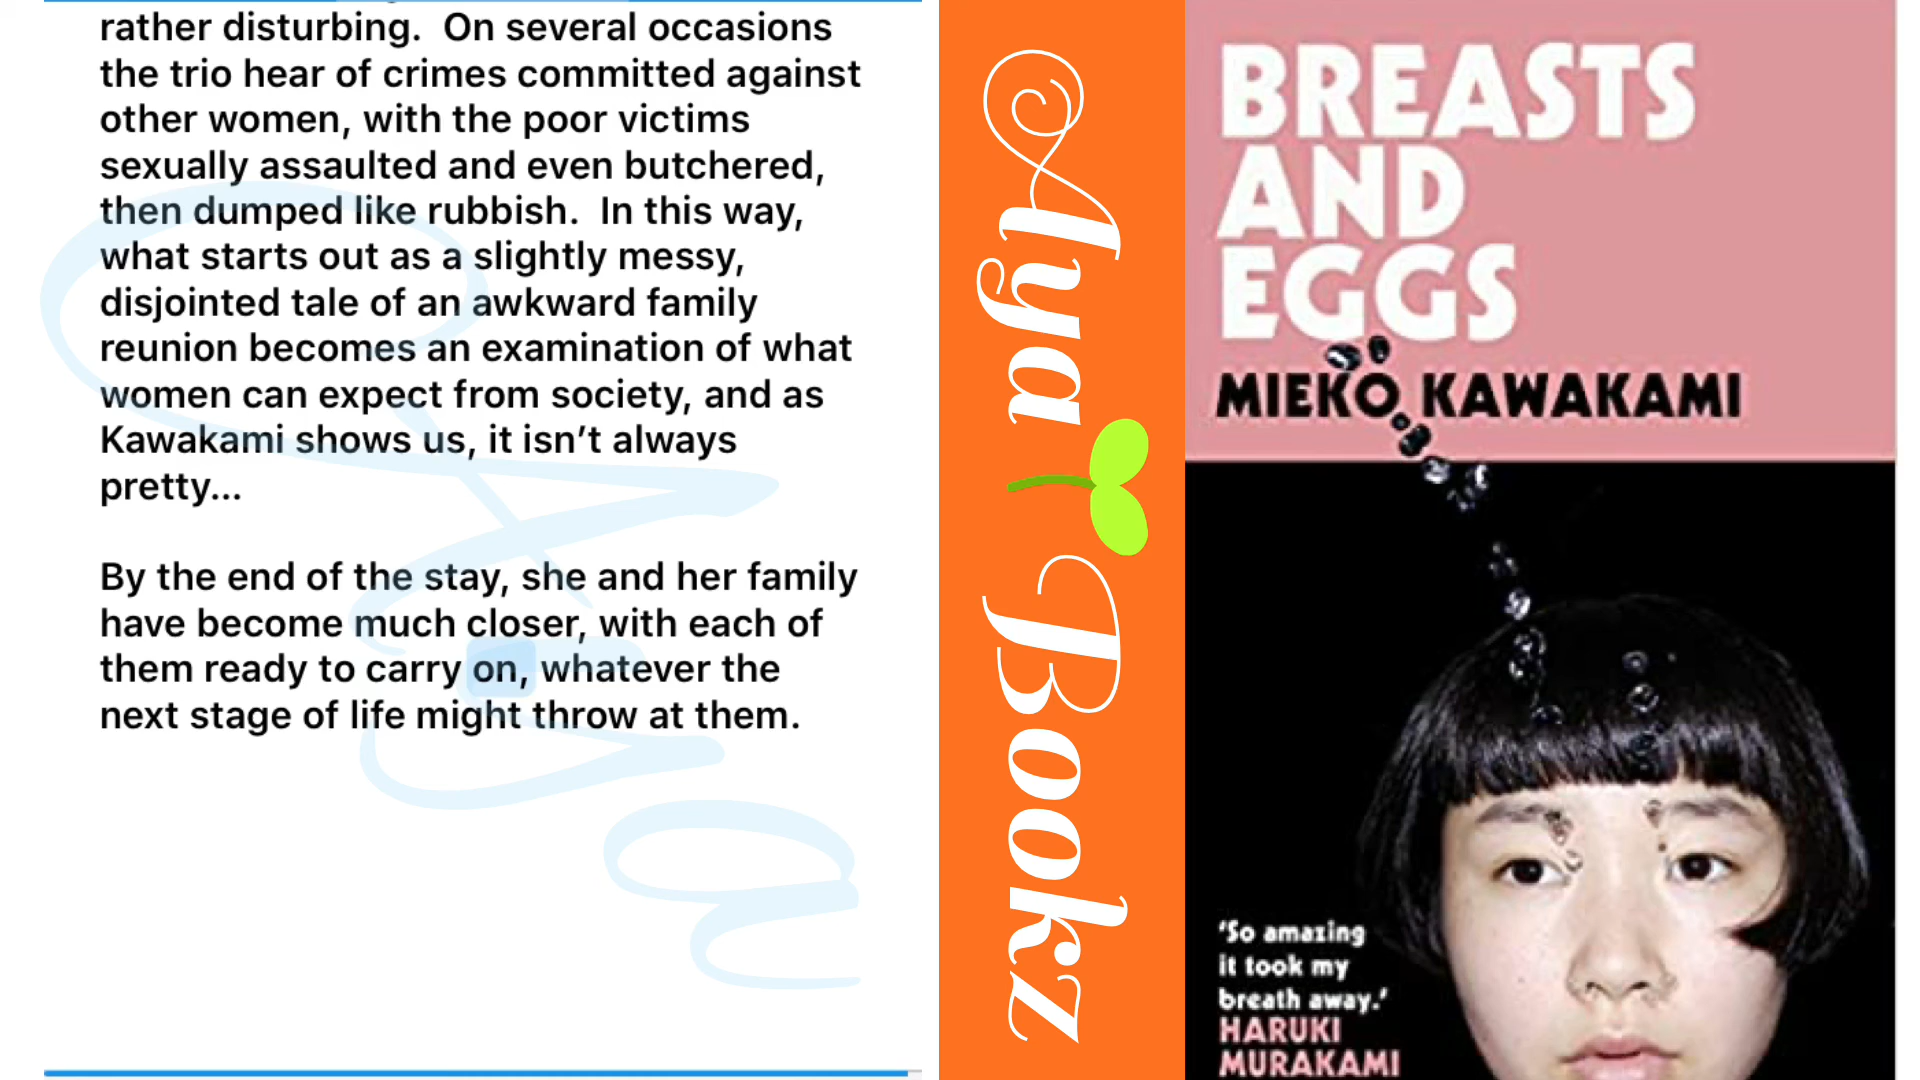 rather disturbing. On several occasions
the trio hear of crimes committed against
other women, with the poor victims
sexually assaulted and even butchered,
then dumped like rubbish. In this way,
what starts out as a slightly messy,
disjointed tale of an awkward family
reunion becomes an examination of what
women can expect from society, and as
Kawakami shows us, it isn’t always
pretty...
By the end of the stay, she and her family
have become much closer, with each of
them ready to carry on, whatever the
next stage of life might throw at them.
Aya Bookz
BREASTS
AND
EGGS
MIEKO KAWAKAMI
‘So amazing
it took my
breath away.’
HARUKI
MURAKAMI